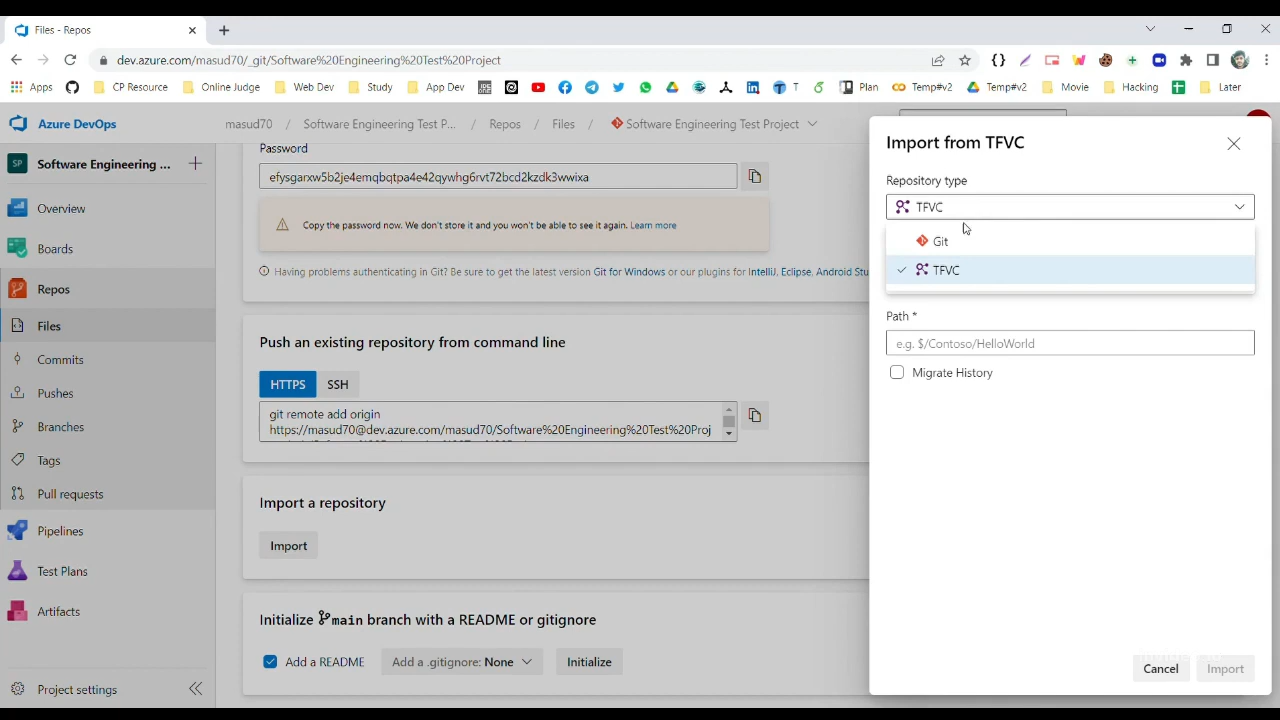 Files - Repos
dev.azure.com/masud70/_git/Software%20Engineering%20Test%20Project
Apps
CP Resource
Online Judge
Web Dev
Study
App Dev
T
Plan
Temp#v2
Temp#v2
Movie
Hacking
Later
Azure DevOps
masud70 / Software Engineering Test P... / Repos / Files / Software Engineering Test Project
SP Software Engineering ...
Overview
Boards
Repos
Files
Commits
Pushes
Branches
Tags
Pull requests
Pipelines
Test Plans
Artifacts
Project settings
Password
efysgarxw5b2je4emqbqtpa4e42qywhg6rvt72bcd2kzdk3wwixa
Copy the password now. We don't store it and you won't be able to see it again. Learn more
Having problems authenticating in Git? Be sure to get the latest version Git for Windows or our plugins for IntelliJ, Eclipse, Android Stu
Push an existing repository from command line
HTTPS SSH
git remote add origin
https://masud70@dev.azure.com/masud70/Software%20Engineering%20Test%20Proj
Import a repository
Import
Initialize main branch with a README or gitignore
Add a README
Add a .gitignore: None
Initialize
Import from TFVC
Repository type
TFVC
Git
TFVC
Path *
e.g. $/Contoso/HelloWorld
Migrate History
Cancel
Import